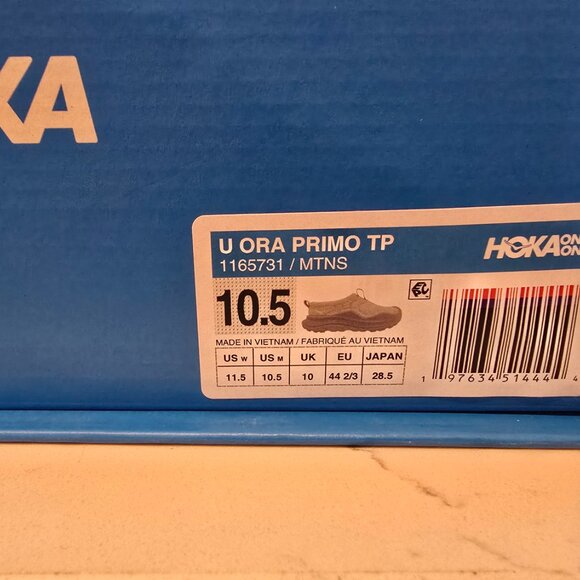 KA
U ORA PRIMO TP
1165731 / MTNS
HOKA ONE ONE
10.5
MADE IN VIETNAM / FABRIQUÉ AU VIETNAM
US W US M UK EU JAPAN
11.5 10.5 10 44 2/3 28.5
1 97634 51444 4